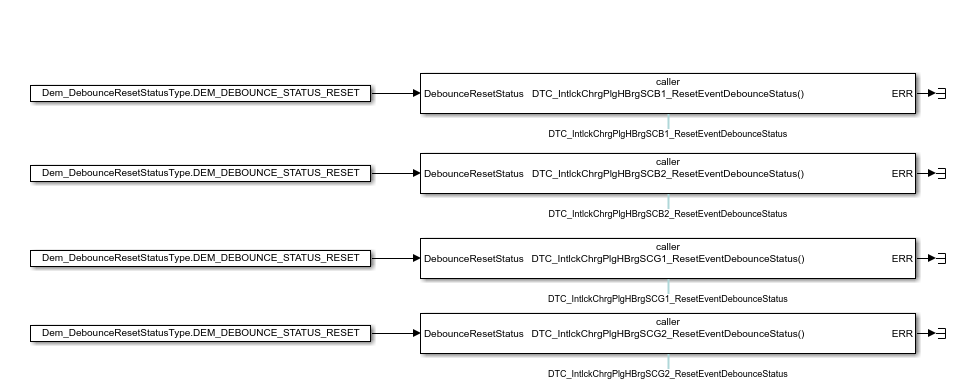 caller
Dem_DebounceResetStatusType.DEM_DEBOUNCE_STATUS_RESET DebounceResetStatus DTC_IntlckChrgPlgHBrgSCB1_ResetEventDebounceStatus() ERR
DTC_IntlckChrgPlgHBrgSCB1_ResetEventDebounceStatus
caller
Dem_DebounceResetStatusType.DEM_DEBOUNCE_STATUS_RESET DebounceResetStatus DTC_IntlckChrgPlgHBrgSCB2_ResetEventDebounceStatus() ERR
DTC_IntlckChrgPlgHBrgSCB2_ResetEventDebounceStatus
caller
Dem_DebounceResetStatusType.DEM_DEBOUNCE_STATUS_RESET DebounceResetStatus DTC_IntlckChrgPlgHBrgSCG1_ResetEventDebounceStatus() ERR
DTC_IntlckChrgPlgHBrgSCG1_ResetEventDebounceStatus
caller
Dem_DebounceResetStatusType.DEM_DEBOUNCE_STATUS_RESET DebounceResetStatus DTC_IntlckChrgPlgHBrgSCG2_ResetEventDebounceStatus() ERR
DTC_IntlckChrgPlgHBrgSCG2_ResetEventDebounceStatus